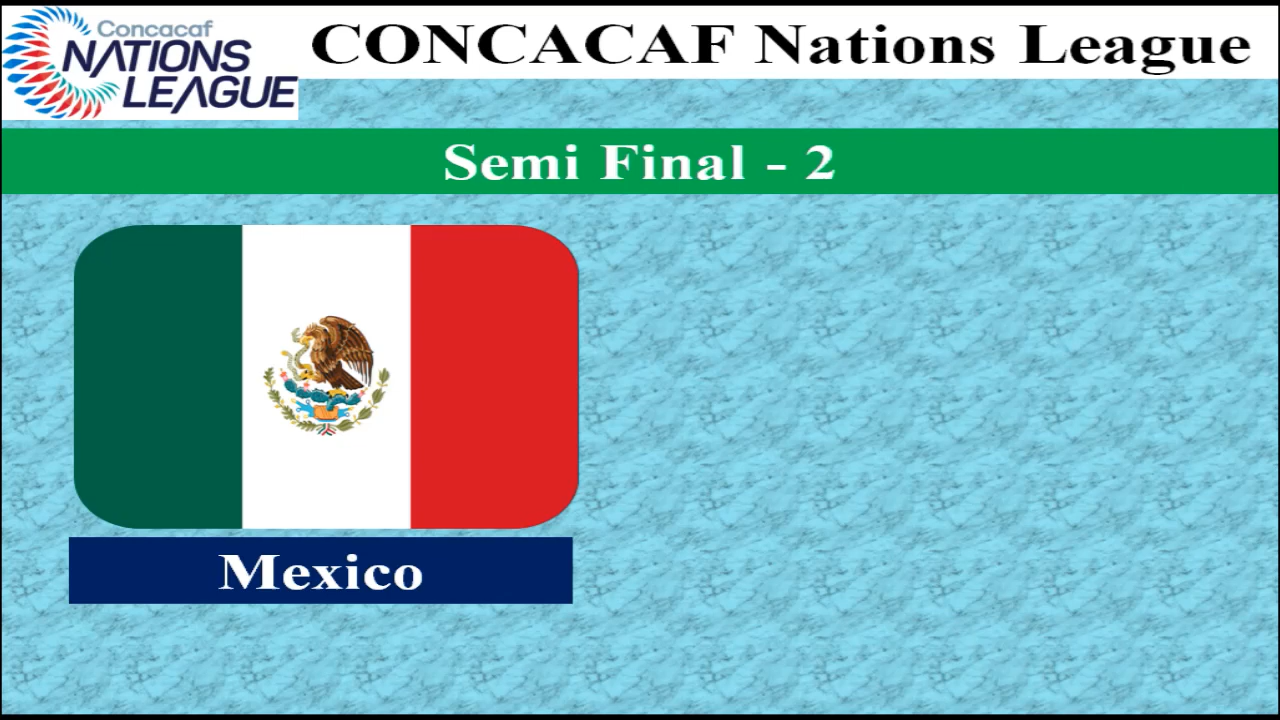 Concacaf
NATIONS
LEAGUE
CONCACAF Nations League
Semi Final - 2
Mexico